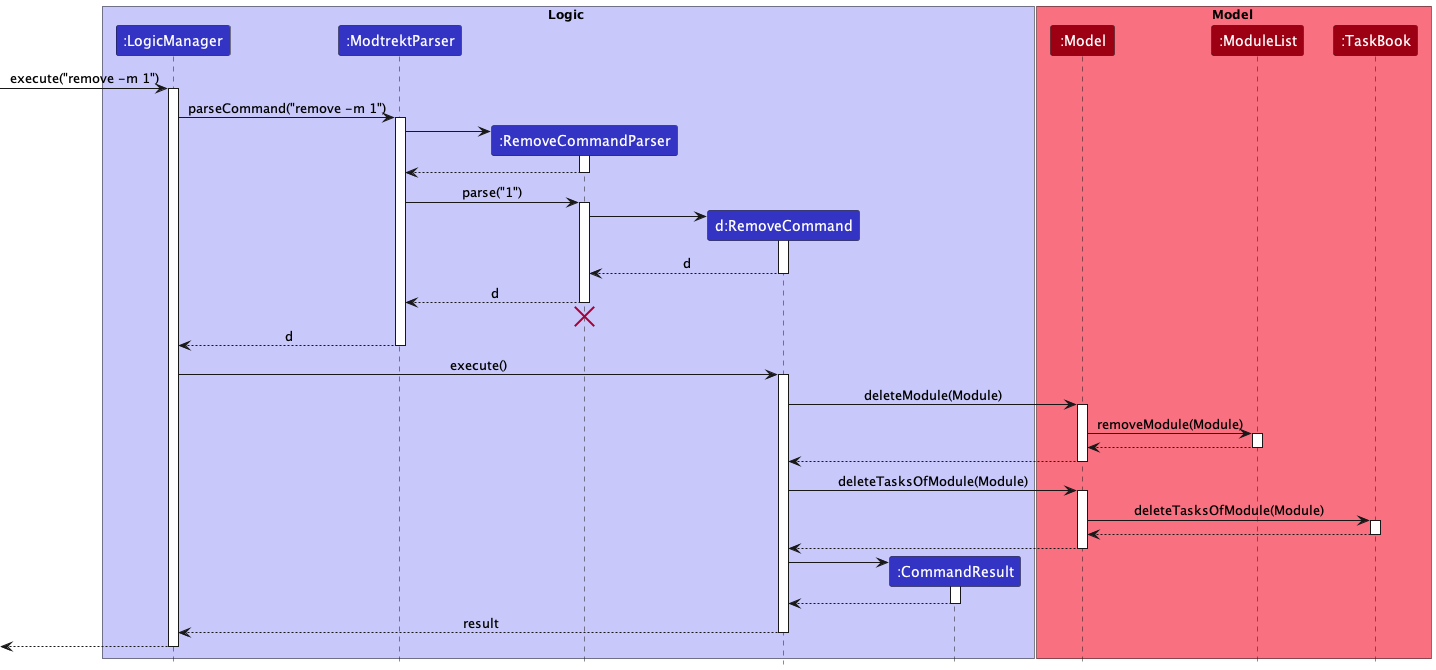 Logic
Model
:LogicManager
:ModtrektParser
:Model
:ModuleList
:TaskBook
execute("remove -m 1")
parseCommand("remove -m 1")
:RemoveCommandParser
parse("1")
d:RemoveCommand
d
d
d
execute()
deleteModule(Module)
removeModule(Module)
deleteTasksOfModule(Module)
deleteTasksOfModule(Module)
:CommandResult
result